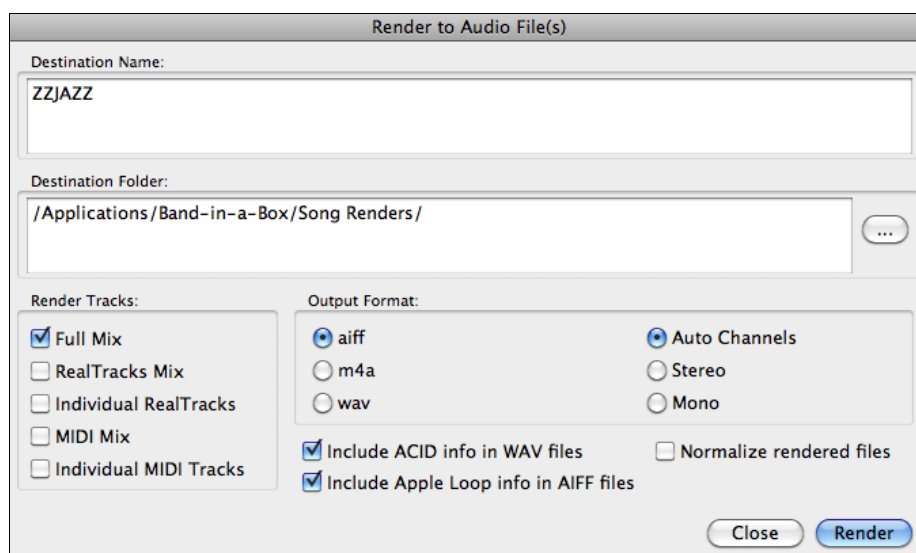 Render to Audio File(s)
Destination Name:
ZZJAZZ
Destination Folder:
/Applications/Band-in-a-Box/Song Renders/
...
Render Tracks:
Full Mix
RealTracks Mix
Individual RealTracks
MIDI Mix
Individual MIDI Tracks
Output Format:
aiff
m4a
wav
Auto Channels
Stereo
Mono
Include ACID info in WAV files
Normalize rendered files
Include Apple Loop info in AIFF files
Close
Render